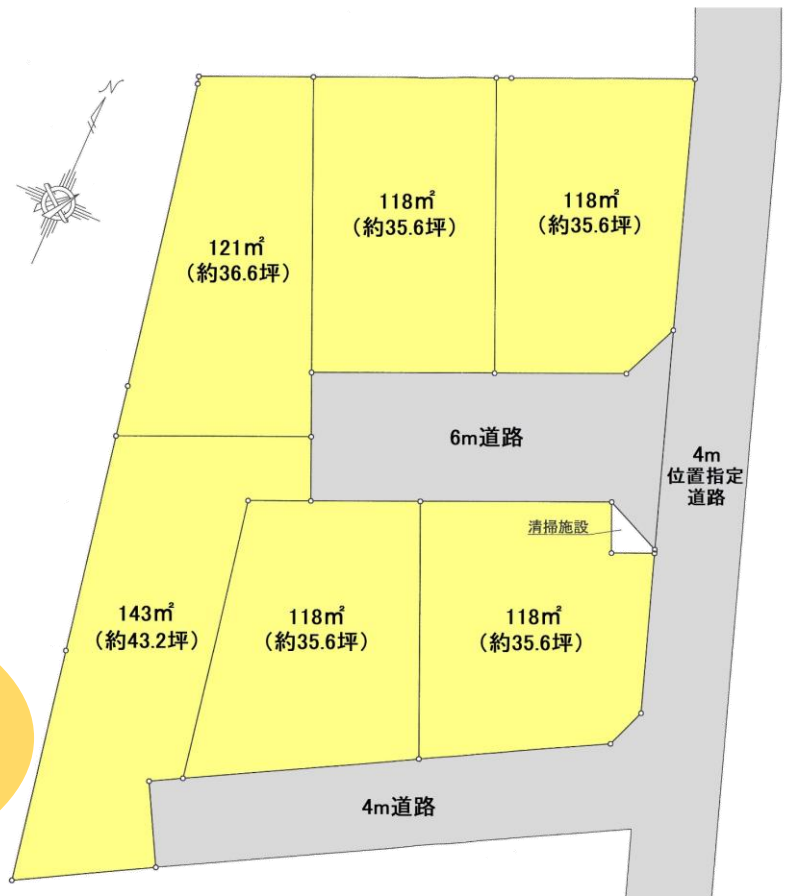 N
118㎡
（約35.6坪）
118㎡
（約35.6坪）
121㎡
（約36.6坪）
6m道路
4m
位置指定
道路
清掃施設
143㎡
（約43.2坪）
118㎡
（約35.6坪）
118㎡
（約35.6坪）
4m道路